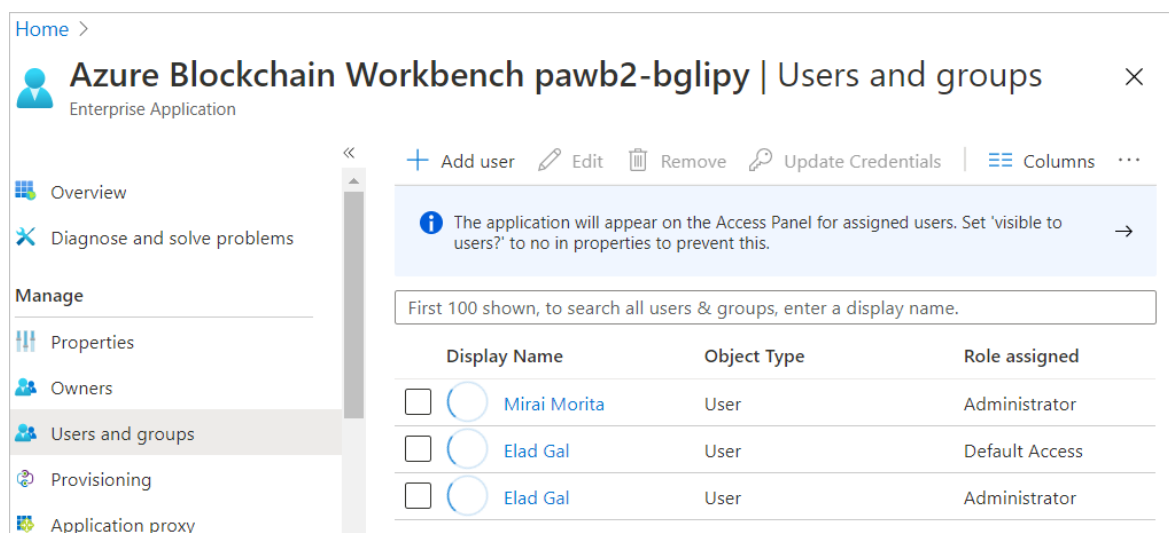 Home >
Azure Blockchain Workbench pawb2-bglipy | Users and groups
Enterprise Application
Overview
Diagnose and solve problems
Manage
Properties
Owners
Users and groups
Provisioning
Application proxy
Add user Edit Remove Update Credentials Columns ...
The application will appear on the Access Panel for assigned users. Set 'visible to
users?' to no in properties to prevent this.
First 100 shown, to search all users & groups, enter a display name.
Display Name Object Type Role assigned
Mirai Morita User Administrator
Elad Gal User Default Access
Elad Gal User Administrator